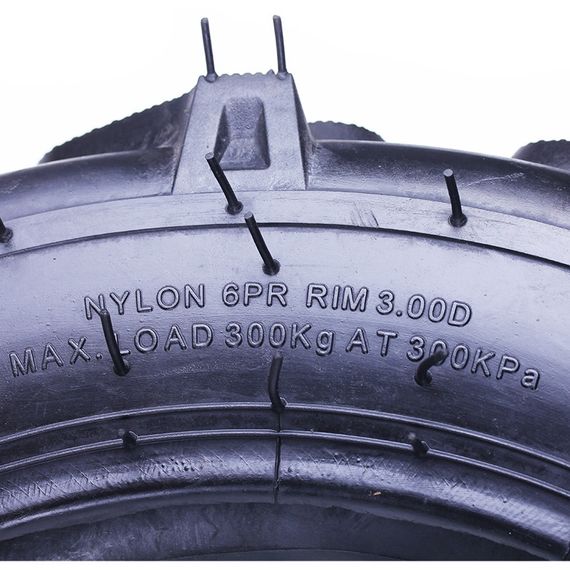 NYLON 6PR RIM 3.00D
MAX. LOAD 300Kg AT 300KPa